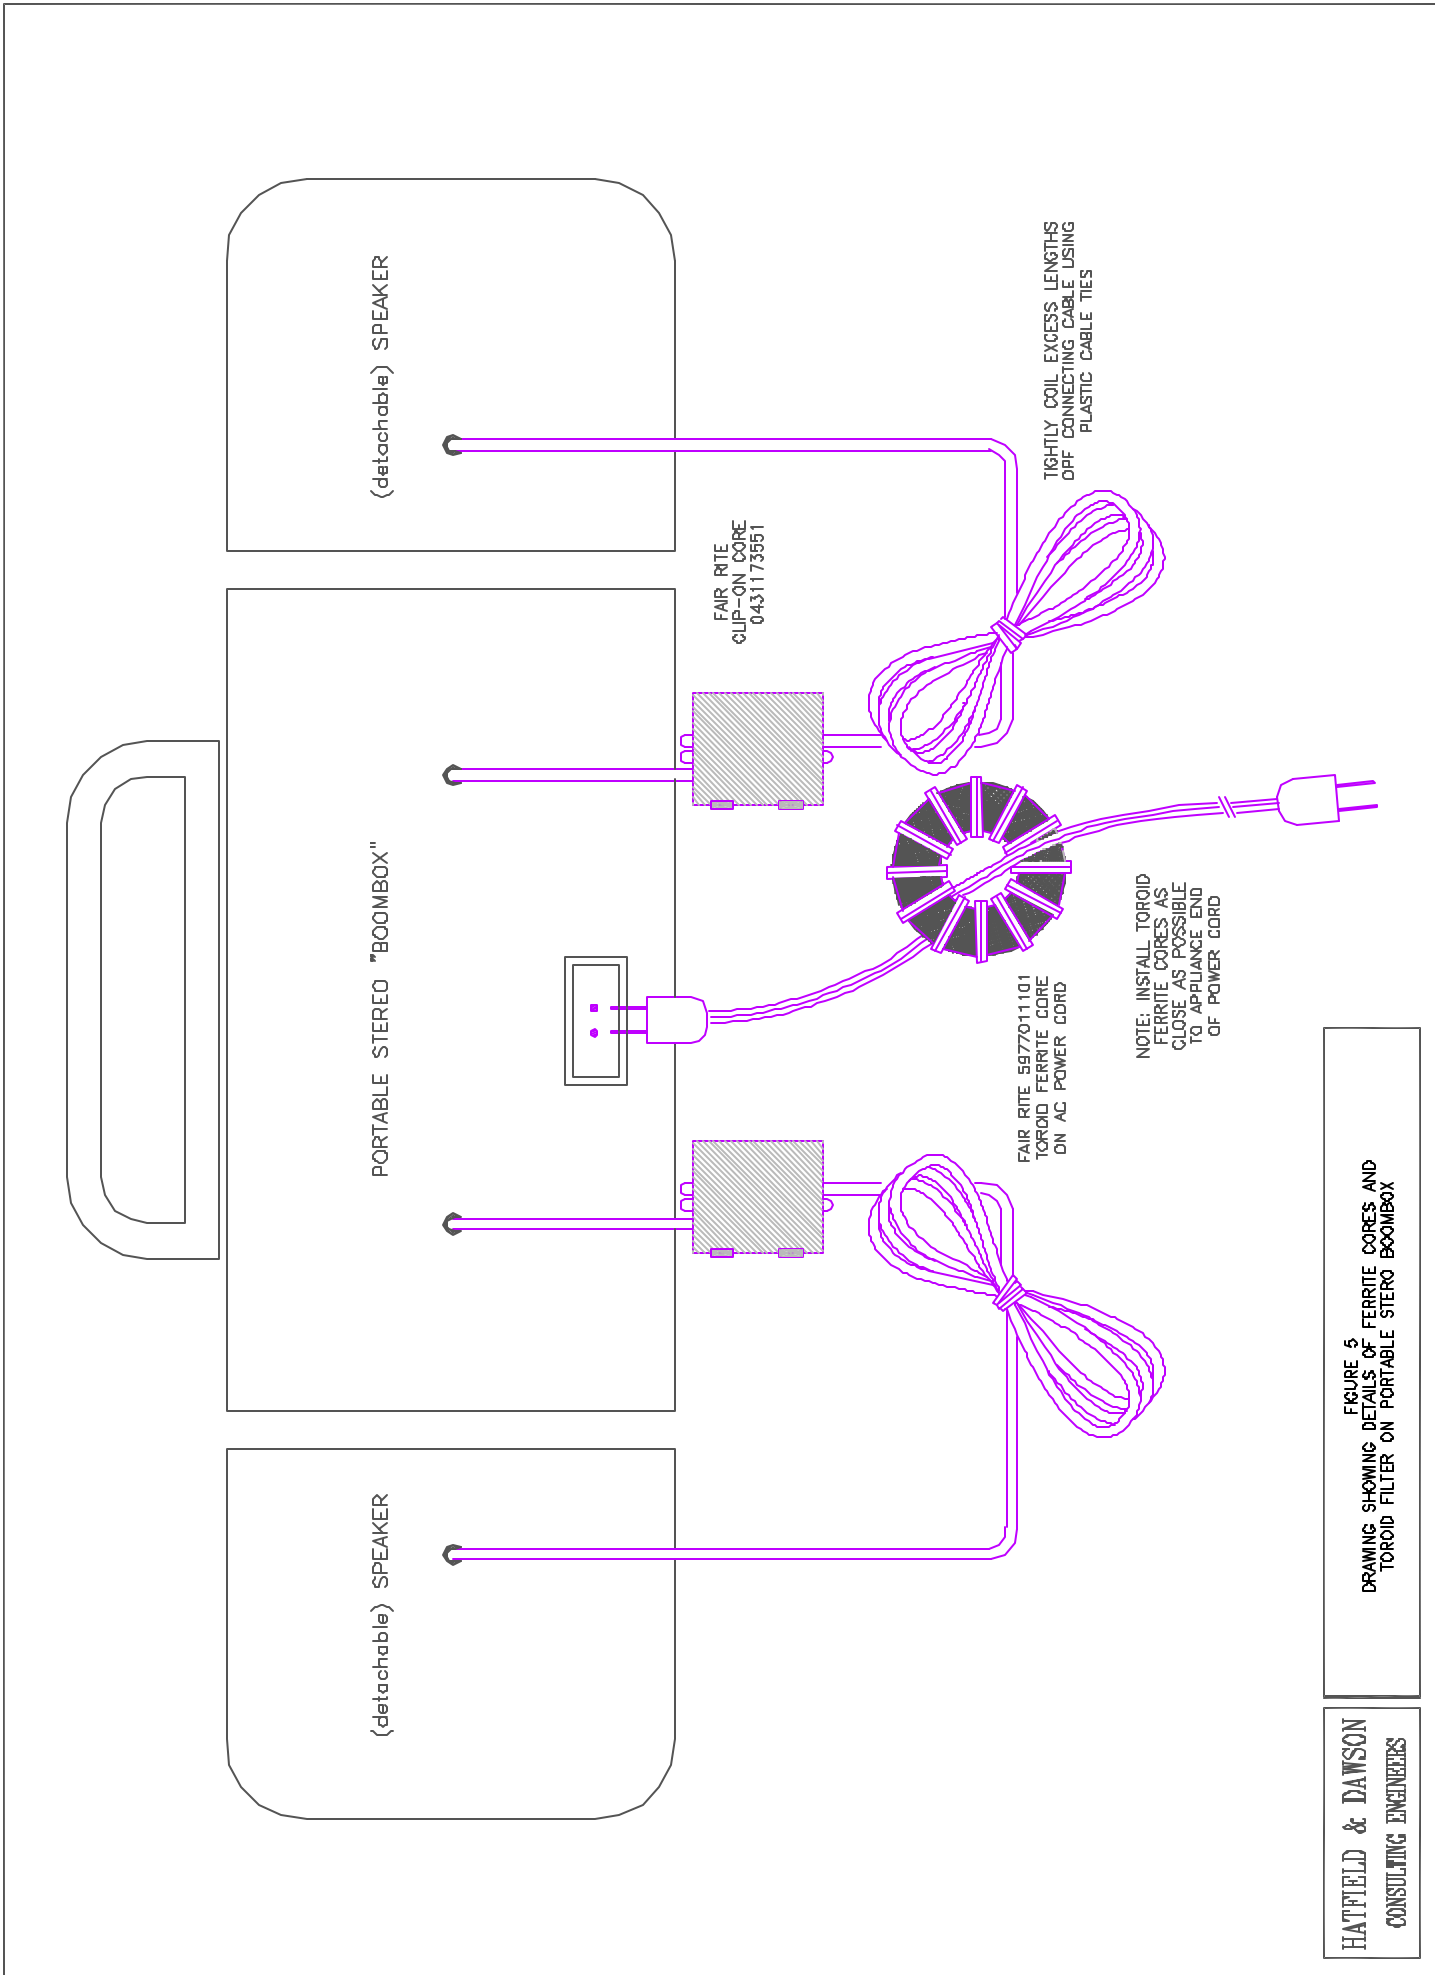 (detachable) SPEAKER
PORTABLE STEREO "BOOMBOX"
(detachable) SPEAKER
FAIR RITE
CLIP-ON CORE
0431173551
TIGHTLY COIL EXCESS LENGTHS
OPF CONNECTING CABLE USING
PLASTIC CABLE TIES
FAIR RITE 5977011101
TOROID FERRITE CORE
ON AC POWER CORD
NOTE: INSTALL TOROID
FERRITE CORES AS
CLOSE AS POSSIBLE
TO APPLIANCE END
OF POWER CORD
HATFIELD & DAWSON
CONSULTING ENGINEERS
FIGURE 5
DRAWING SHOWING DETAILS OF FERRITE CORES AND
TOROID FILTER ON PORTABLE STERO BOOMBOX